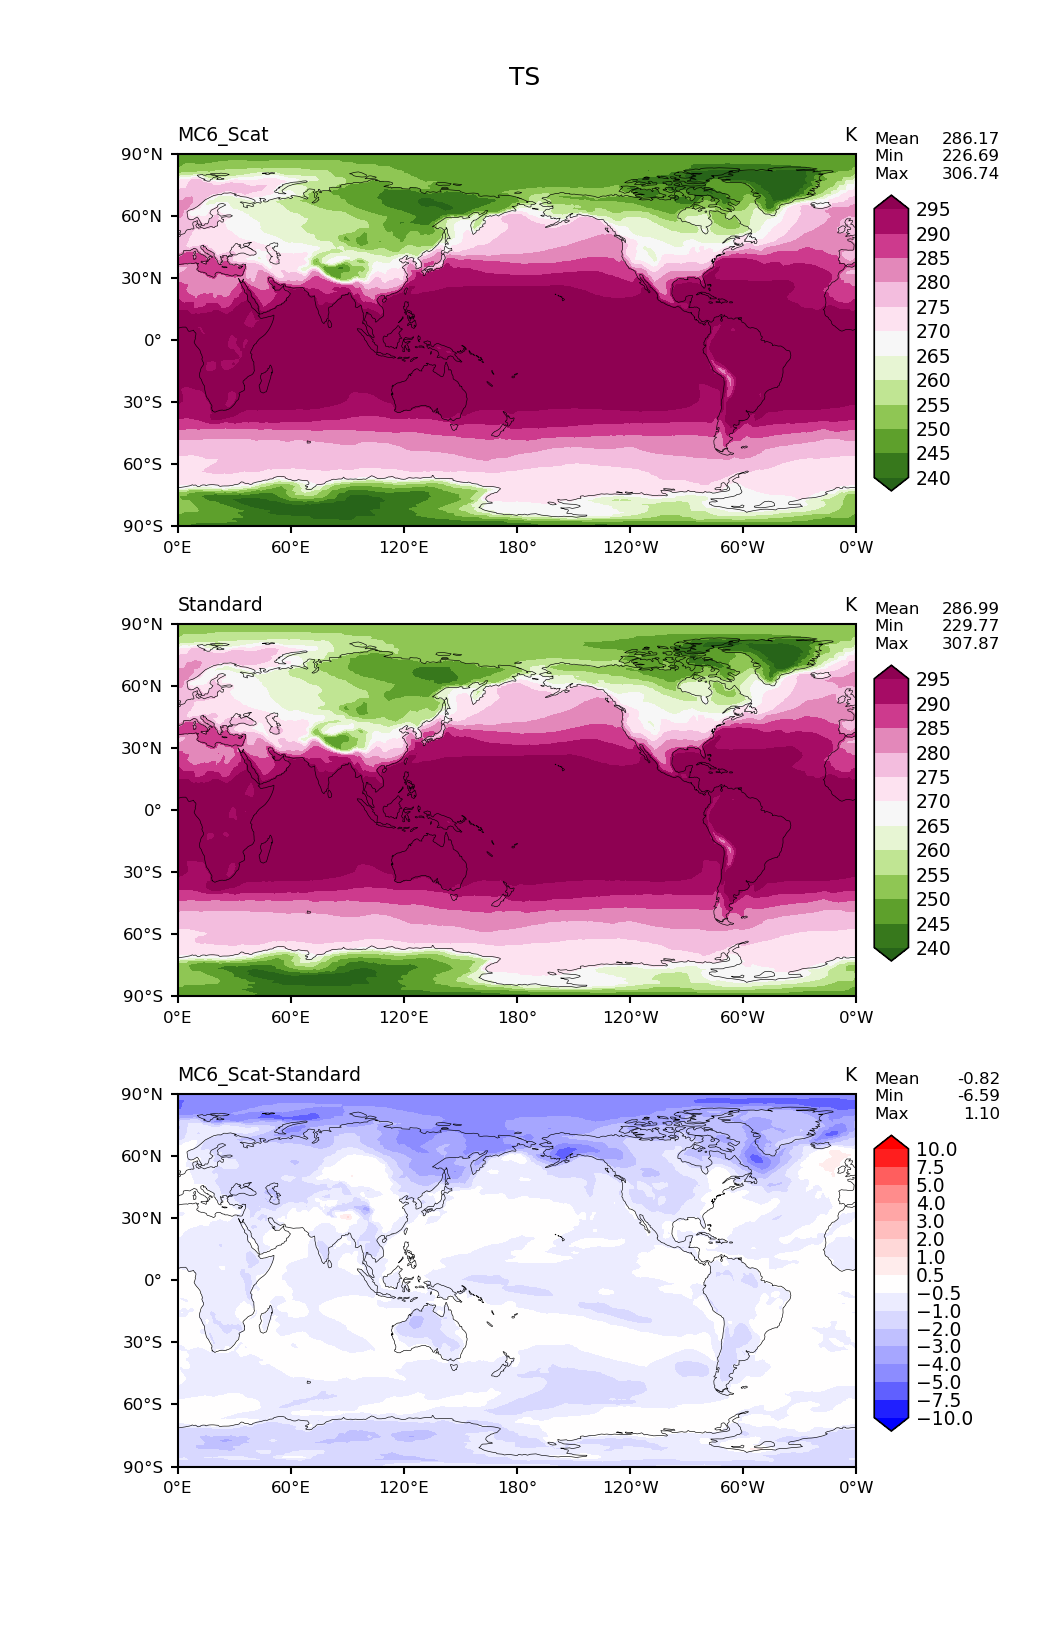 TS
MC6_Scat K
Mean 286.17
Min 226.69
Max 306.74
90°N
60°N
30°N
0°
30°S
60°S
90°S
0°E 60°E 120°E 180° 120°W 60°W 0°W
295
290
285
280
275
270
265
260
255
250
245
240
Standard K
Mean 286.99
Min 229.77
Max 307.87
90°N
60°N
30°N
0°
30°S
60°S
90°S
0°E 60°E 120°E 180° 120°W 60°W 0°W
295
290
285
280
275
270
265
260
255
250
245
240
MC6_Scat-Standard K
Mean -0.82
Min -6.59
Max 1.10
90°N
60°N
30°N
0°
30°S
60°S
90°S
0°E 60°E 120°E 180° 120°W 60°W 0°W
10.0
7.5
5.0
4.0
3.0
2.0
1.0
0.5
−0.5
−1.0
−2.0
−3.0
−4.0
−5.0
−7.5
−10.0